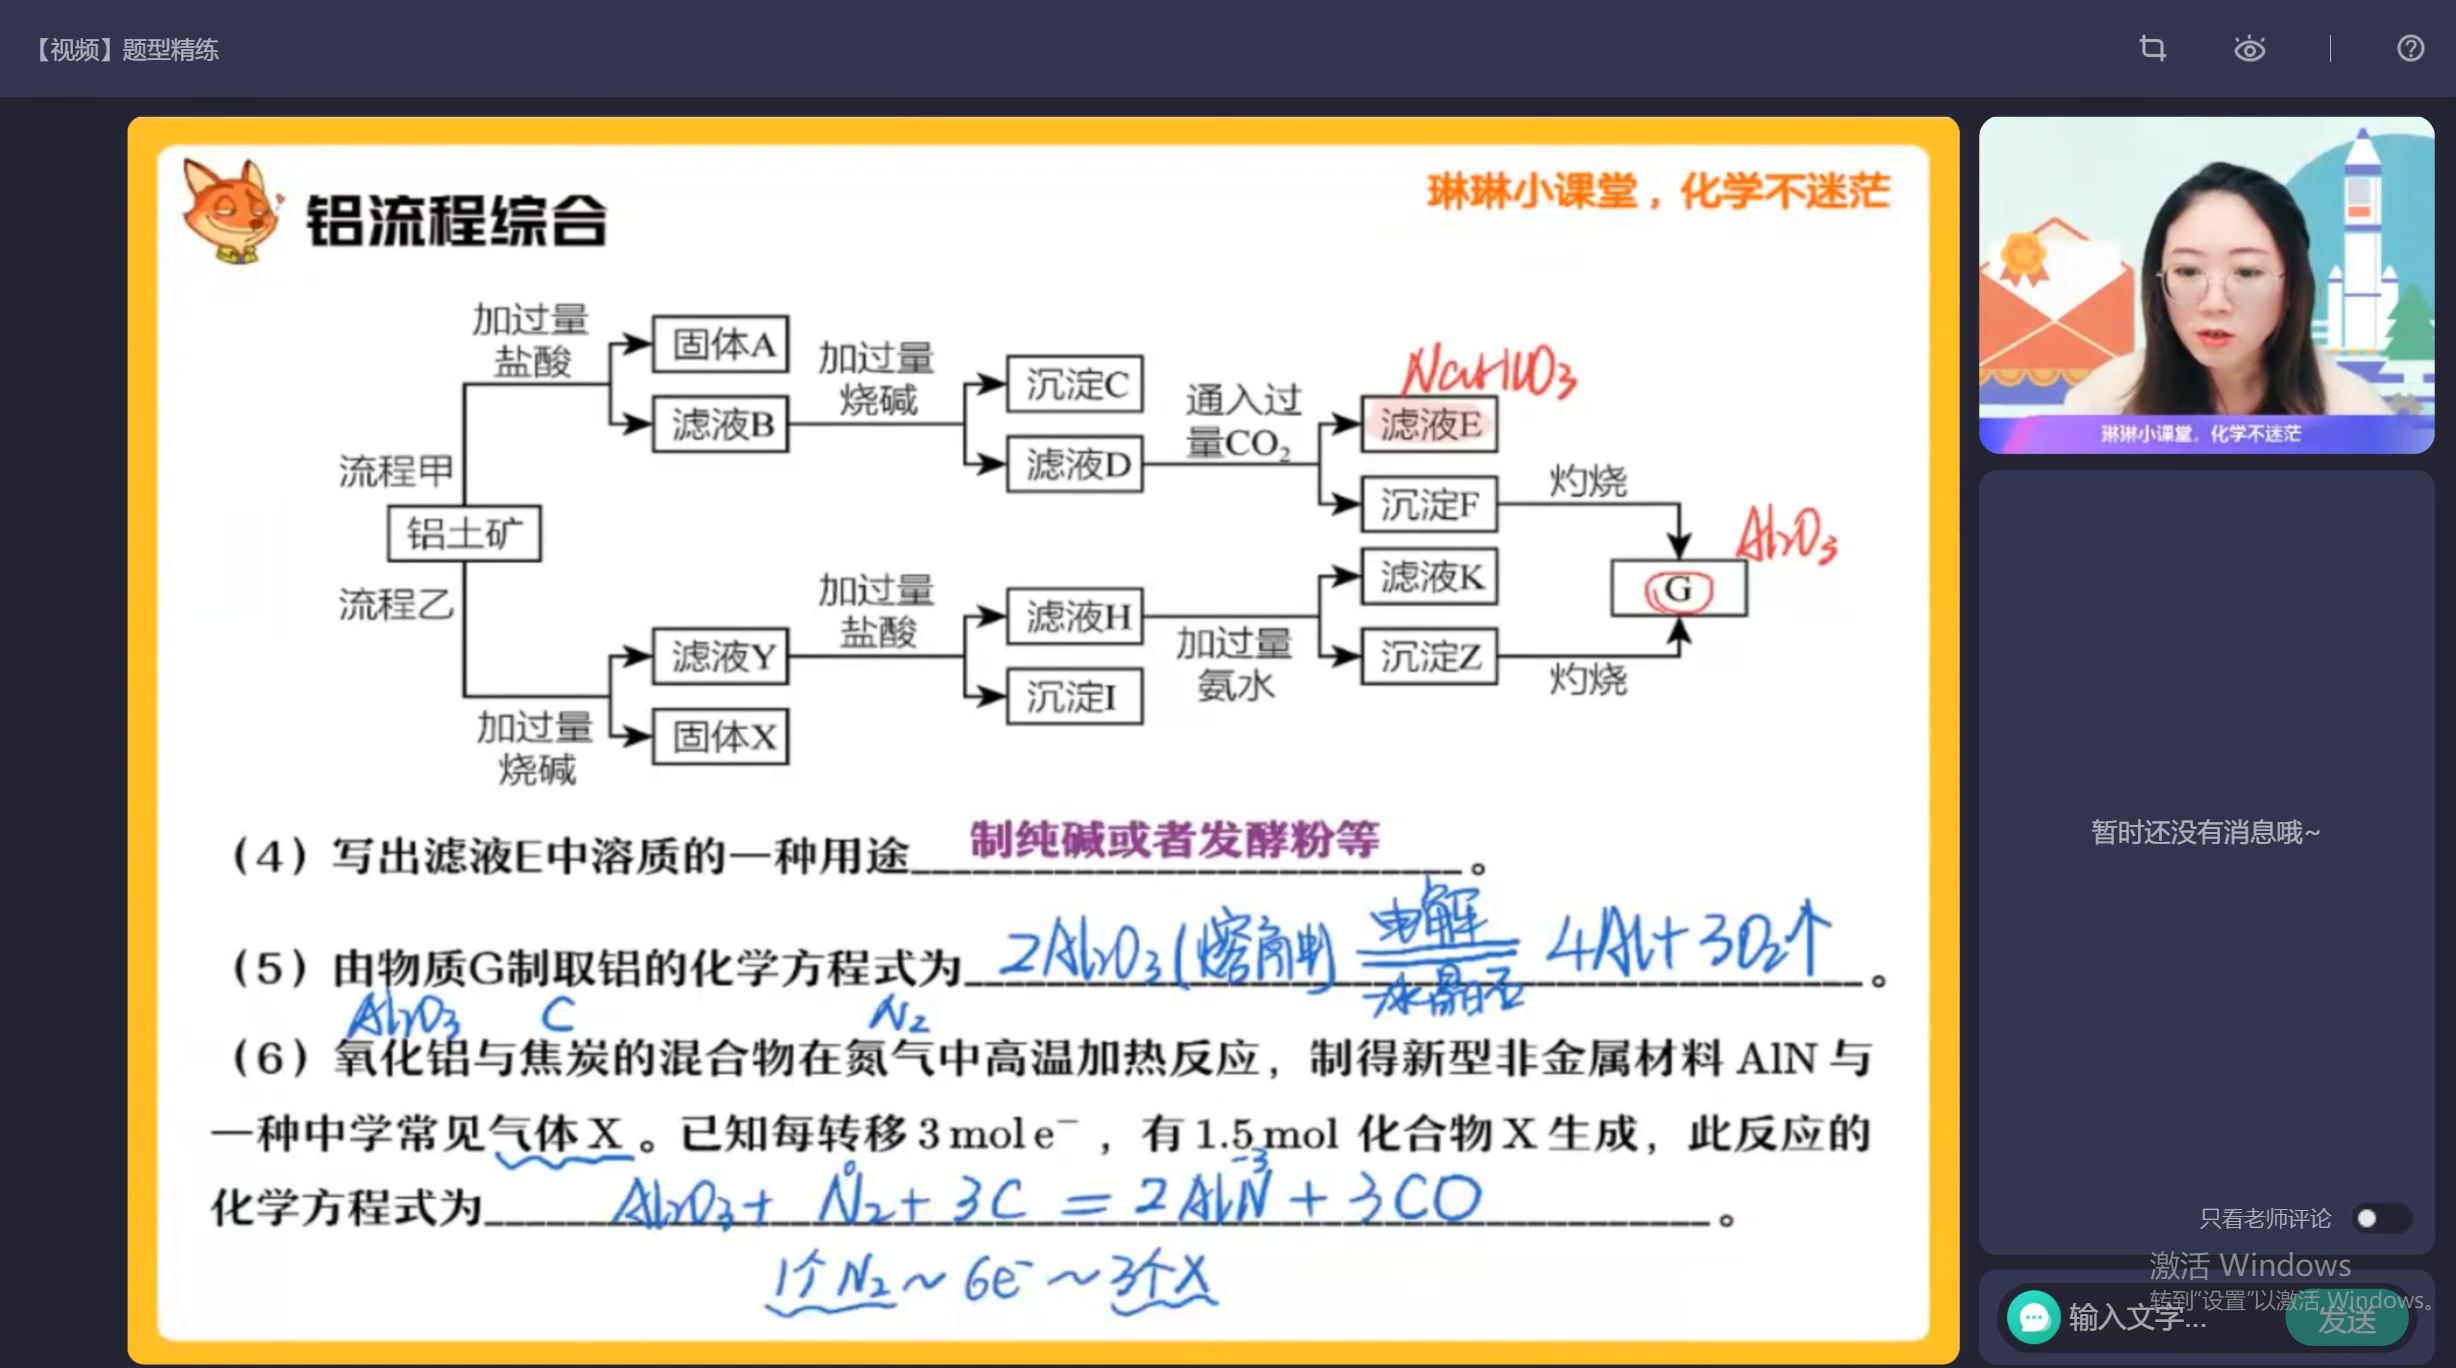 【视频】题型精练
铝流程综合
琳琳小课堂，化学不迷茫
加过量
盐酸
固体A
滤液B
加过量
烧碱
沉淀C
滤液D
通入过
量CO₂
NaHCO₃
滤液E
沉淀F
灼烧
Al₂O₃
G
流程甲
铝土矿
流程乙
加过量
烧碱
滤液Y
固体X
加过量
盐酸
滤液H
沉淀I
加过量
氨水
滤液K
沉淀Z
灼烧
（4）写出滤液E中溶质的一种用途制纯碱或者发酵粉等。
（5）由物质G制取铝的化学方程式为 2Al₂O₃(熔融) 电解 冰晶石 4Al+3O₂↑。
Al₂O₃ C N₂
（6）氧化铝与焦炭的混合物在氮气中高温加热反应，制得新型非金属材料 AlN 与
一种中学常见气体 X。已知每转移 3 mol e⁻，有 1.5 mol 化合物 X 生成，此反应的
0 -3
化学方程式为 Al₂O₃+ N₂+ 3C = 2AlN + 3CO。
1个N₂ ~ 6e⁻ ~ 3个X
琳琳小课堂，化学不迷茫
暂时还没有消息哦~
只看老师评论
激活 Windows
转到“设置”以激活 Windows。
输入文字...
发送